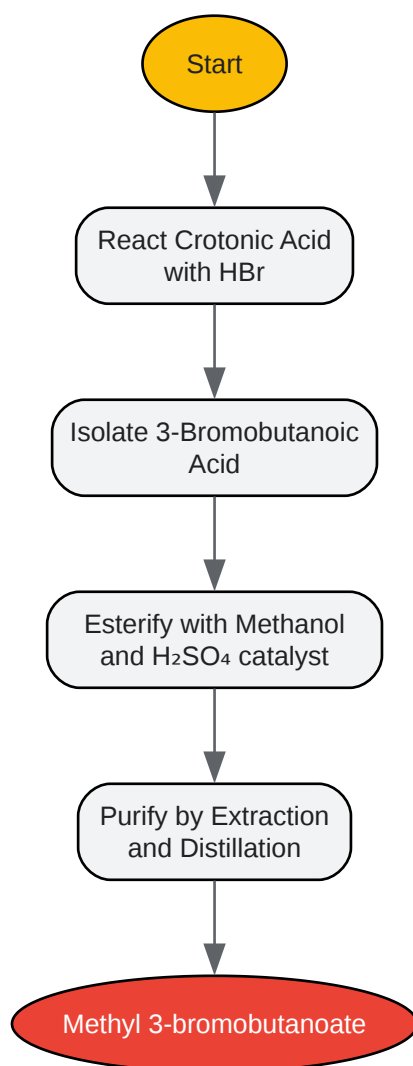 Start
React Crotonic Acid
with HBr
Isolate 3-Bromobutanoic
Acid
Esterify with Methanol
and H₂SO₄ catalyst
Purify by Extraction
and Distillation
Methyl 3-bromobutanoate